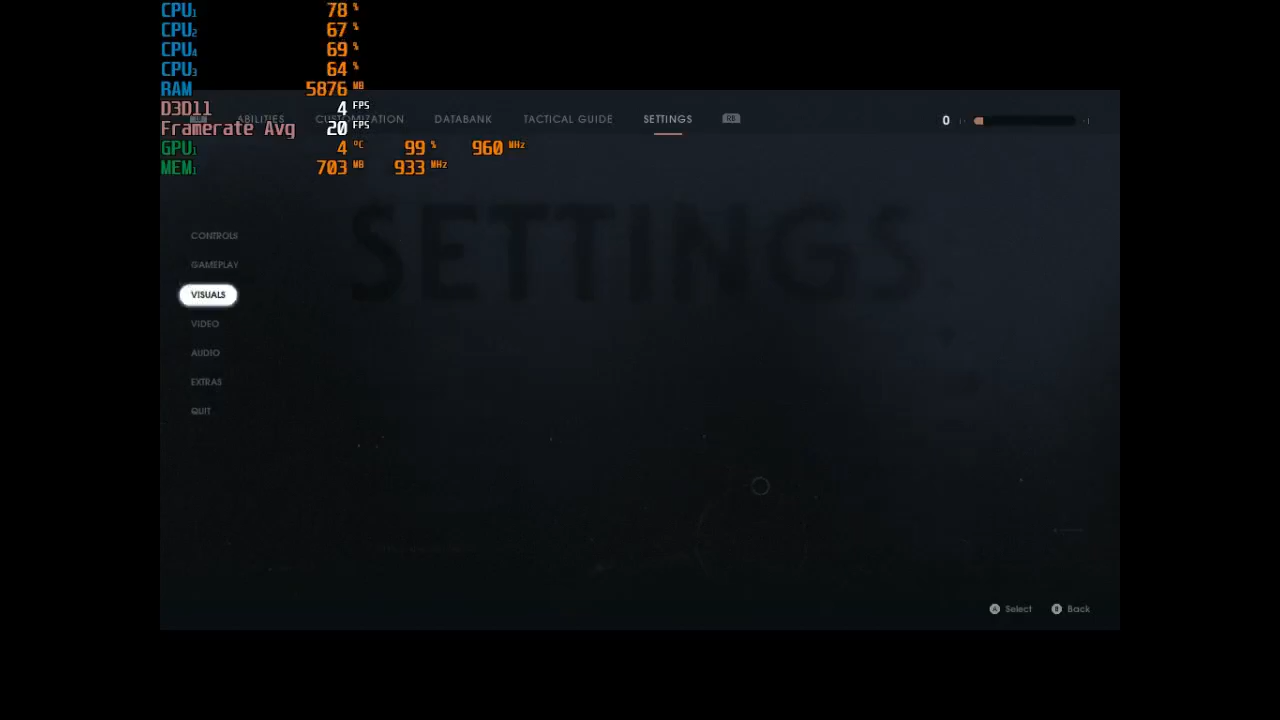 CPU1 78 %
CPU2 67 %
CPU4 69 %
CPU3 64 %
RAM 5876 MB
D3D11 4 FPS
Framerate Avg 20 FPS
GPU1 4 °C 99 % 960 MHz
MEM1 703 MB 933 MHz
ABILITIES CUSTOMIZATION DATABANK TACTICAL GUIDE SETTINGS RB 0
SETTINGS
CONTROLS
GAMEPLAY
VISUALS
VIDEO
AUDIO
EXTRAS
QUIT
A Select B Back